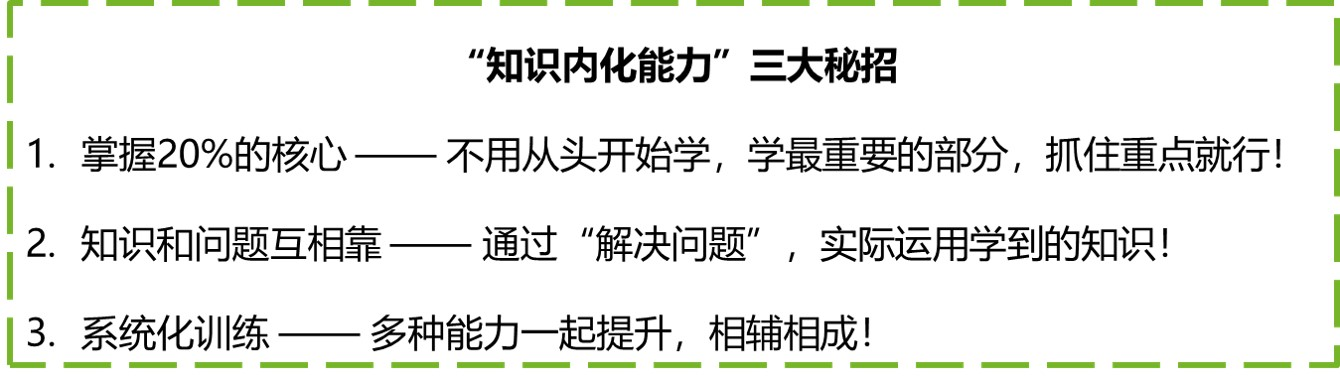 “知识内化能力”三大秘招
1. 掌握20%的核心 —— 不用从头开始学，学最重要的部分，抓住重点就行！
2. 知识和问题互相靠 —— 通过“解决问题”，实际运用学到的知识！
3. 系统化训练 —— 多种能力一起提升，相辅相成！